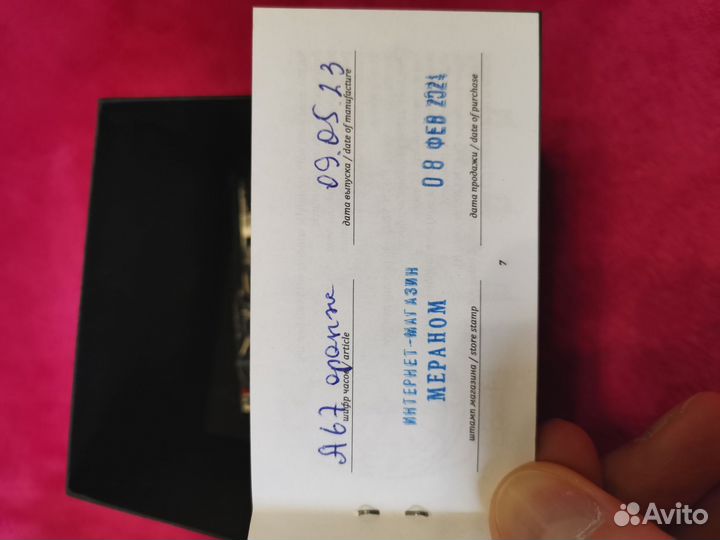 А67 оранж
шифр часов / article
09.05.23
дата выпуска / date of manufacture
ИНТЕРНЕТ-МАГАЗИН
МЕРАНОМ
штамп магазина / store stamp
08 ФЕВ
дата продажи / date of purchase
7
Avito